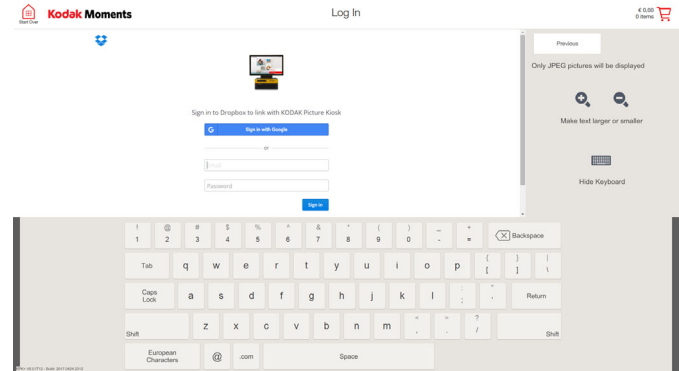 Start Over
Kodak Moments
Log In
€ 0,00
0 items
Previous
Only JPEG pictures will be displayed
Make text larger or smaller
Hide Keyboard
Sign in to Dropbox to link with KODAK Picture Kiosk
G Sign in with Google
or
Email
Password
Sign in
! @ # $ % ^ & * ( ) _ +
1 2 3 4 5 6 7 8 9 0 - = X Backspace
{ } |
Tab q w e r t y u i o p [ ] \
: "
Caps Lock a s d f g h j k l ; ' Return
< > ?
Shift z x c v b n m , . / Shift
European Characters @ .com Space